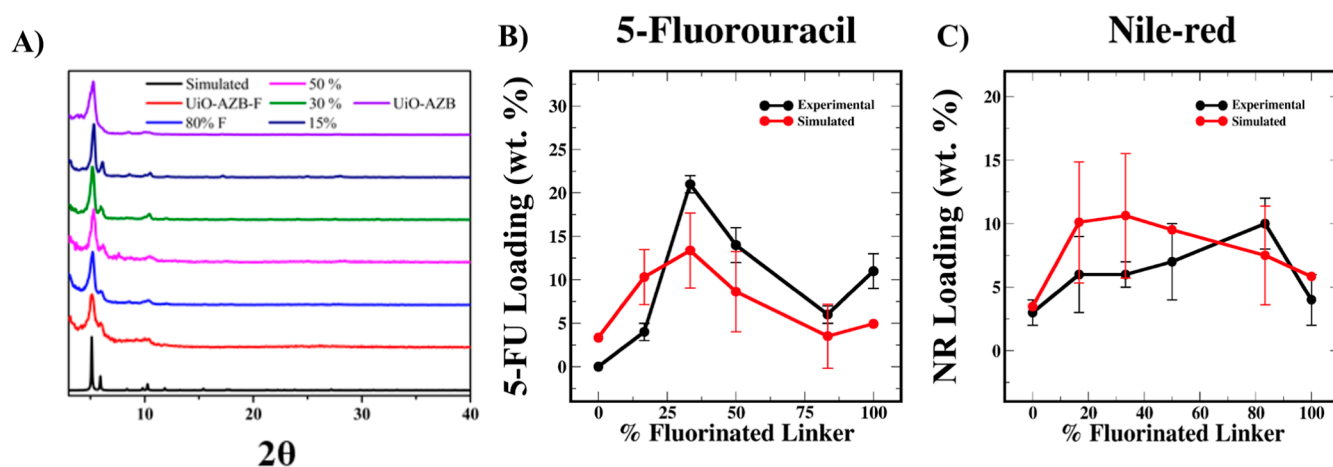 A)
Simulated
UiO-AZB-F
80% F
50 %
30 %
15%
UiO-AZB
10
20
30
40
2θ
B)
5-Fluorouracil
Experimental
Simulated
5-FU Loading (wt. %)
30
25
20
15
10
5
0
0
25
50
75
100
% Fluorinated Linker
C)
Nile-red
Experimental
Simulated
NR Loading (wt. %)
20
15
10
5
0
0
20
40
60
80
100
% Fluorinated Linker